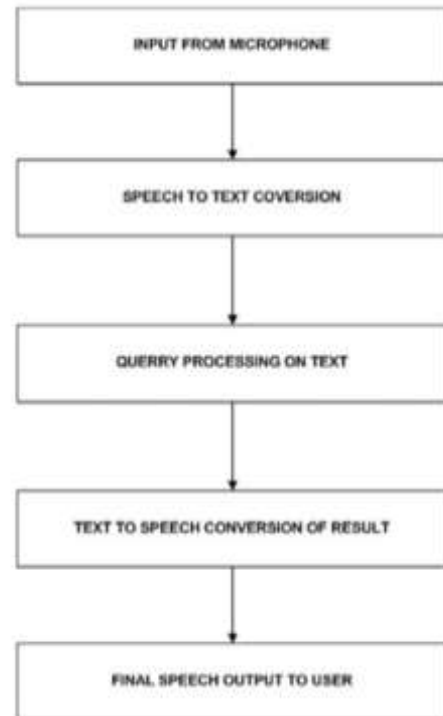 INPUT FROM MICROPHONE
SPEECH TO TEXT COVERSION
QUERRY PROCESSING ON TEXT
TEXT TO SPEECH CONVERSION OF RESULT
FINAL SPEECH OUTPUT TO USER